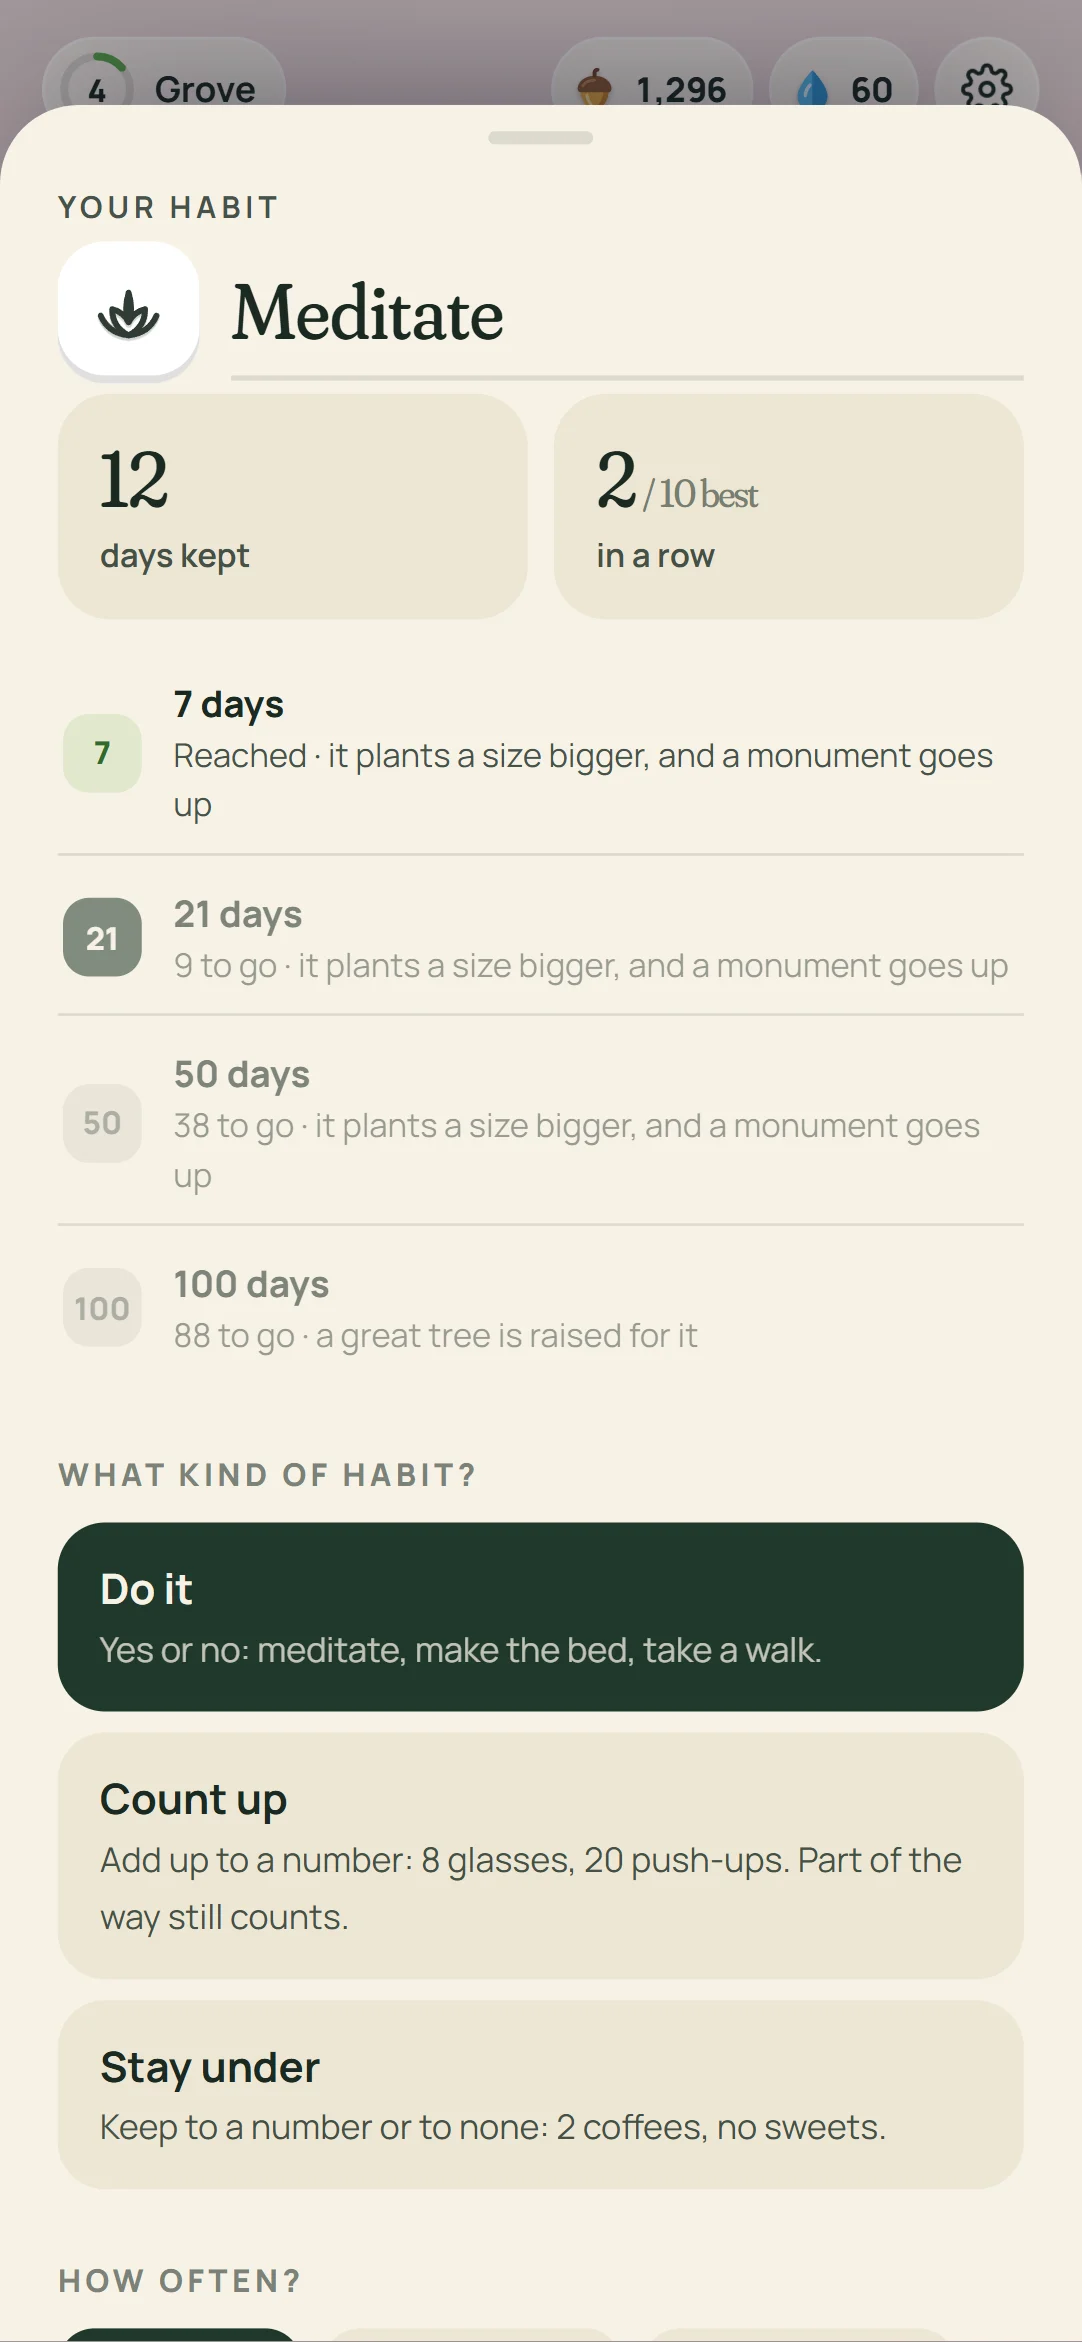 4 Grove 1,296 60
YOUR HABIT
Meditate
12
days kept
2 / 10 best
in a row
7 days
7
Reached · it plants a size bigger, and a monument goes
up
21 days
21
9 to go · it plants a size bigger, and a monument goes up
50 days
50
38 to go · it plants a size bigger, and a monument goes
up
100 days
100
88 to go · a great tree is raised for it
WHAT KIND OF HABIT?
Do it
Yes or no: meditate, make the bed, take a walk.
Count up
Add up to a number: 8 glasses, 20 push-ups. Part of the
way still counts.
Stay under
Keep to a number or to none: 2 coffees, no sweets.
HOW OFTEN?